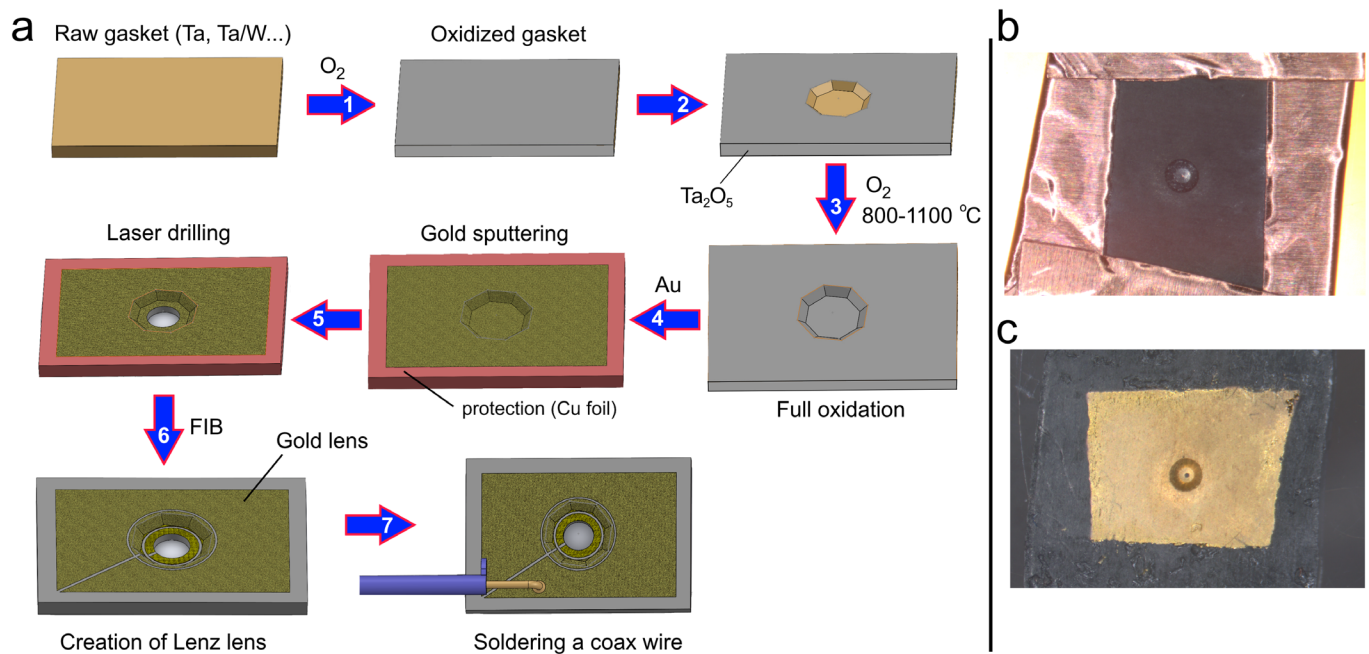 a
Raw gasket (Ta, Ta/W...)
O₂
1
Oxidized gasket
2
Ta₂O₅
3
O₂
800-1100 °C
Full oxidation
Au
4
Gold sputtering
protection (Cu foil)
5
Laser drilling
6
FIB
Gold lens
Creation of Lenz lens
7
Soldering a coax wire
b
c